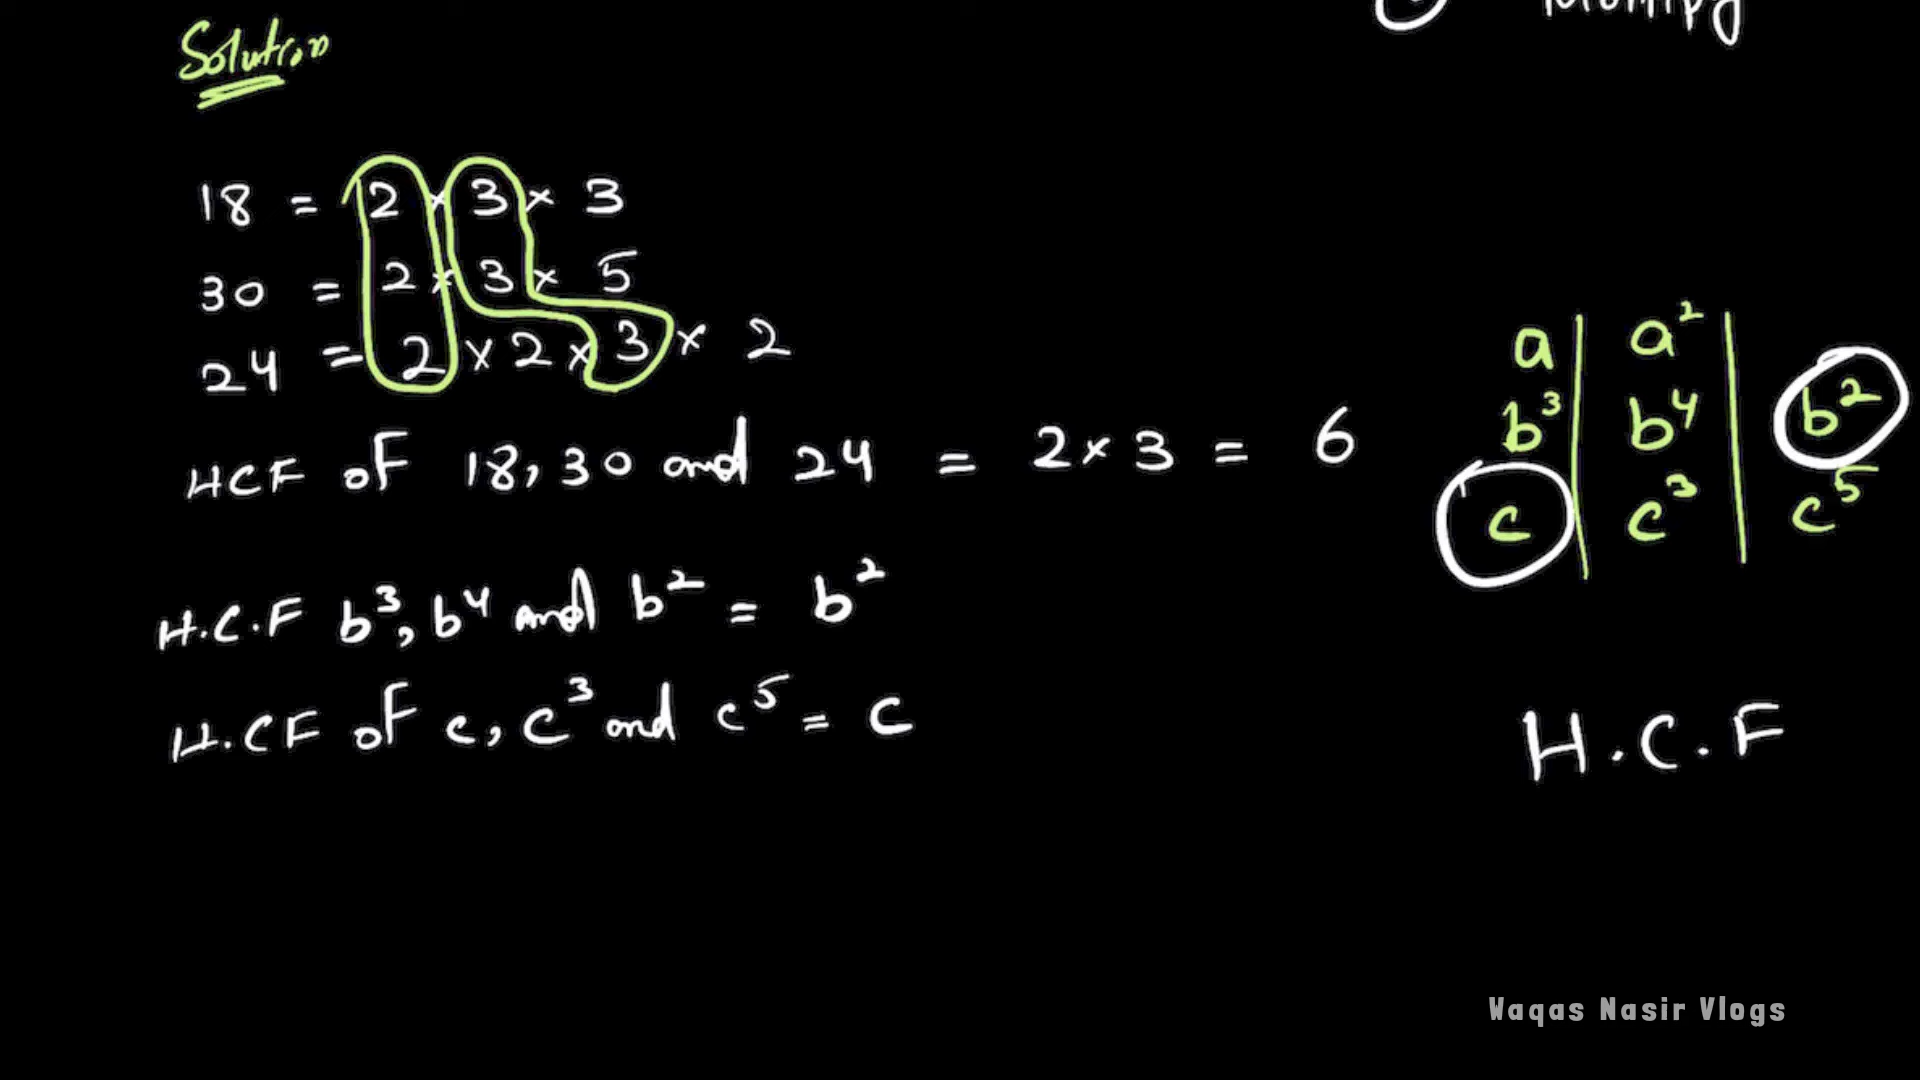 Multipy
Solution
18 = 2 × 3 × 3
30 = 2 × 3 × 5
24 = 2 × 2 × 3 × 2
HCF of 18, 30 and 24 = 2 × 3 = 6
H.C.F b³, b⁴ and b² = b²
H.CF of c, c³ and c⁵ = c
a | a² |
b³ | b⁴ | b²
c | c³ | c⁵
H.C.F
Waqas Nasir Vlogs